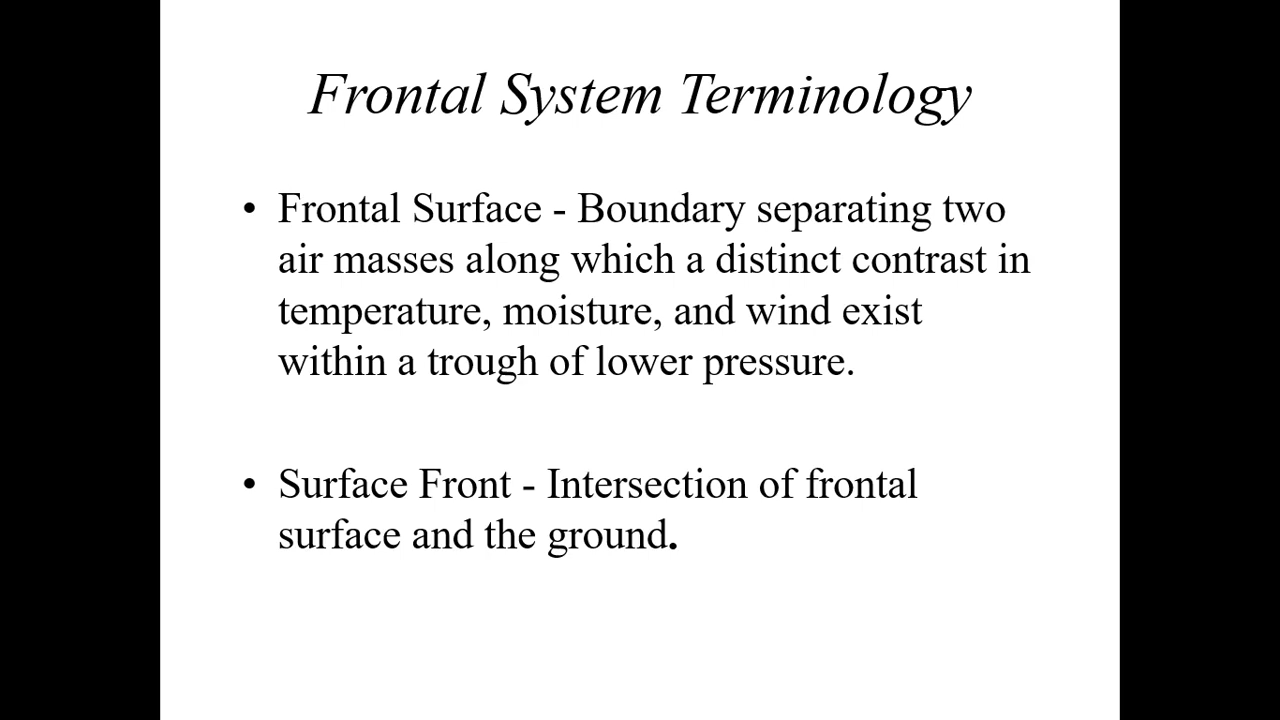 Frontal System Terminology
• Frontal Surface - Boundary separating two
air masses along which a distinct contrast in
temperature, moisture, and wind exist
within a trough of lower pressure.
• Surface Front - Intersection of frontal
surface and the ground.